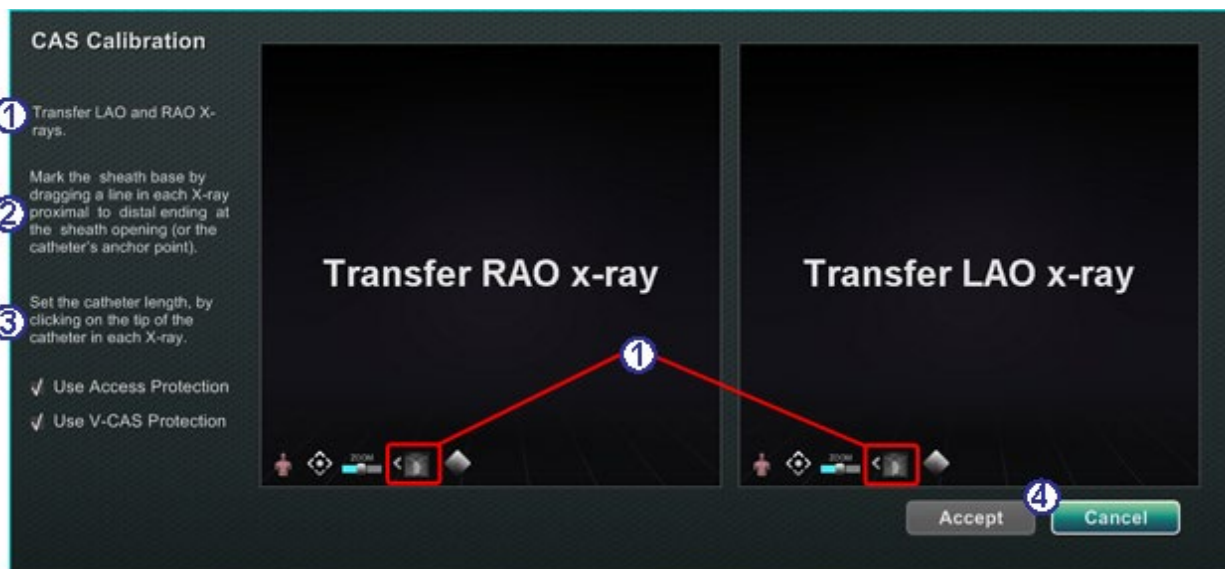 CAS Calibration
1
Transfer LAO and RAO X-
rays.
2
Mark the sheath base by
dragging a line in each X-ray
proximal to distal ending at
the sheath opening (or the
catheter's anchor point).
3
Set the catheter length, by
clicking on the tip of the
catheter in each X-ray.
Use Access Protection
Use V-CAS Protection
Transfer RAO x-ray
Transfer LAO x-ray
1
ZOOM
ZOOM
4
Accept
Cancel